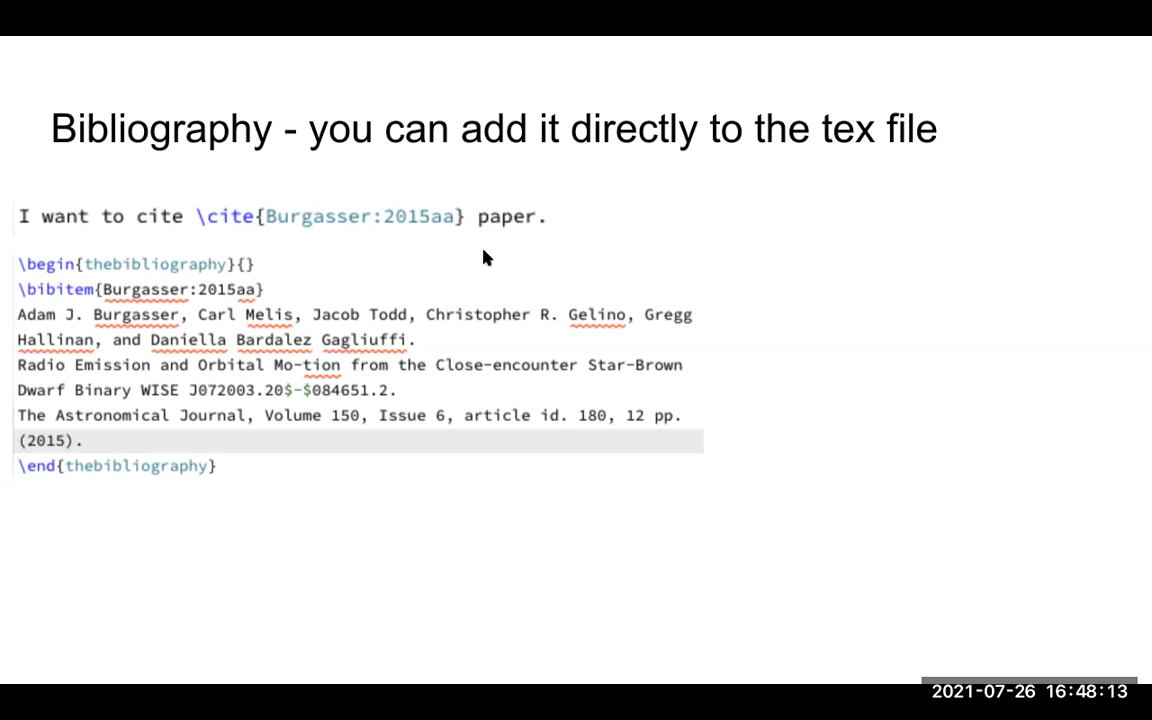 Bibliography - you can add it directly to the tex file
I want to cite \cite{Burgasser:2015aa} paper.
\begin{thebibliography}{}
\bibitem{Burgasser:2015aa}
Adam J. Burgasser, Carl Melis, Jacob Todd, Christopher R. Gelino, Gregg
Hallinan, and Daniella Bardalez Gagliuffi.
Radio Emission and Orbital Mo-tion from the Close-encounter Star-Brown
Dwarf Binary WISE J072003.20$-$084651.2.
The Astronomical Journal, Volume 150, Issue 6, article id. 180, 12 pp.
(2015).
\end{thebibliography}
2021-07-26 16:48:13